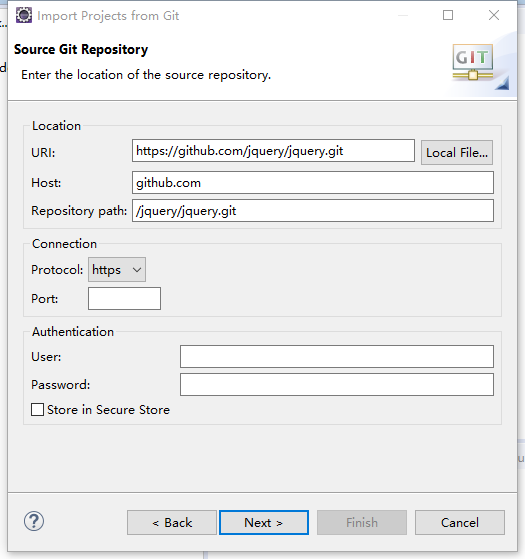 Import Projects from Git
Source Git Repository
Enter the location of the source repository.
GIT
Location
URI: https://github.com/jquery/jquery.git Local File...
Host: github.com
Repository path: /jquery/jquery.git
Connection
Protocol: https
Port:
Authentication
User:
Password:
Store in Secure Store
? < Back Next > Finish Cancel